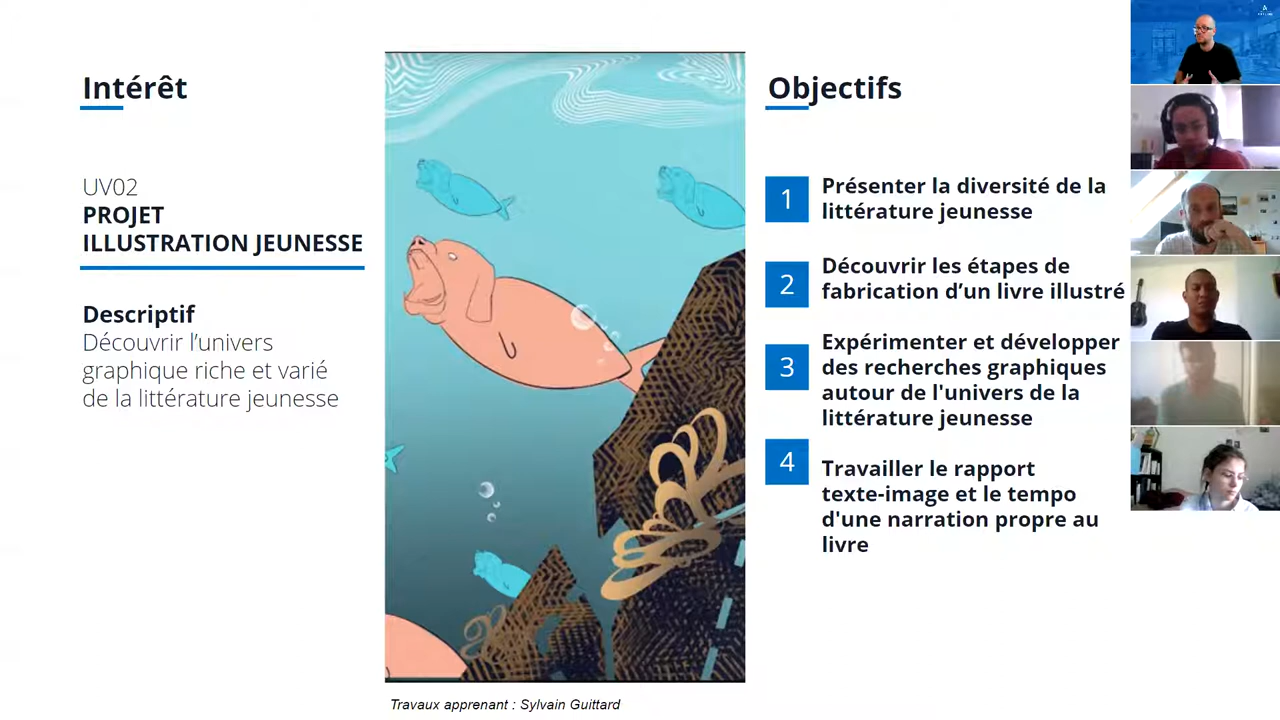 Intérêt
UV02
PROJET
ILLUSTRATION JEUNESSE
Descriptif
Découvrir l’univers
graphique riche et varié
de la littérature jeunesse
Travaux apprenant : Sylvain Guittard
Objectifs
1
Présenter la diversité de la
littérature jeunesse
2
Découvrir les étapes de
fabrication d’un livre illustré
3
Expérimenter et développer
des recherches graphiques
autour de l'univers de la
littérature jeunesse
4
Travailler le rapport
texte-image et le tempo
d'une narration propre au
livre